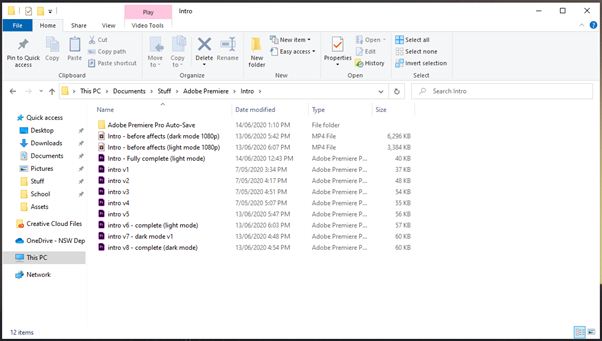 Play
Intro
File
Home
Share
View
Video Tools
Pin to Quick access
Copy
Paste
Cut
Copy path
Paste shortcut
Clipboard
Move to
Copy to
Delete
Rename
Organize
New folder
New item
Easy access
New
Properties
Open
Edit
History
Open
Select all
Select none
Invert selection
Select
This PC > Documents > Stuff > Adobe Premiere > Intro >
Search Intro
Name
Date modified
Type
Size
Quick access
Desktop
Downloads
Documents
Pictures
Stuff
School
Assets
Creative Cloud Files
OneDrive - NSW Dep
This PC
Network
Adobe Premiere Pro Auto-Save 14/06/2020 1:10 PM File folder
Intro - before affects (dark mode 1080p) 13/06/2020 5:42 PM MP4 File 6,296 KB
Intro - before affects (light mode 1080p) 13/06/2020 6:07 PM MP4 File 3,384 KB
Intro - Fully complete (light mode) 14/06/2020 12:43 PM Adobe Premiere P... 40 KB
intro v1 7/05/2020 3:34 PM Adobe Premiere P... 37 KB
intro v2 7/05/2020 4:17 PM Adobe Premiere P... 48 KB
intro v3 7/05/2020 4:51 PM Adobe Premiere P... 54 KB
intro v4 7/05/2020 5:07 PM Adobe Premiere P... 55 KB
intro v5 13/06/2020 5:47 PM Adobe Premiere P... 56 KB
intro v6 - complete (light mode) 13/06/2020 6:03 PM Adobe Premiere P... 57 KB
intro v7 - dark mode v1 13/06/2020 4:48 PM Adobe Premiere P... 60 KB
intro v8 - complete (dark mode) 13/06/2020 4:54 PM Adobe Premiere P... 60 KB
12 items